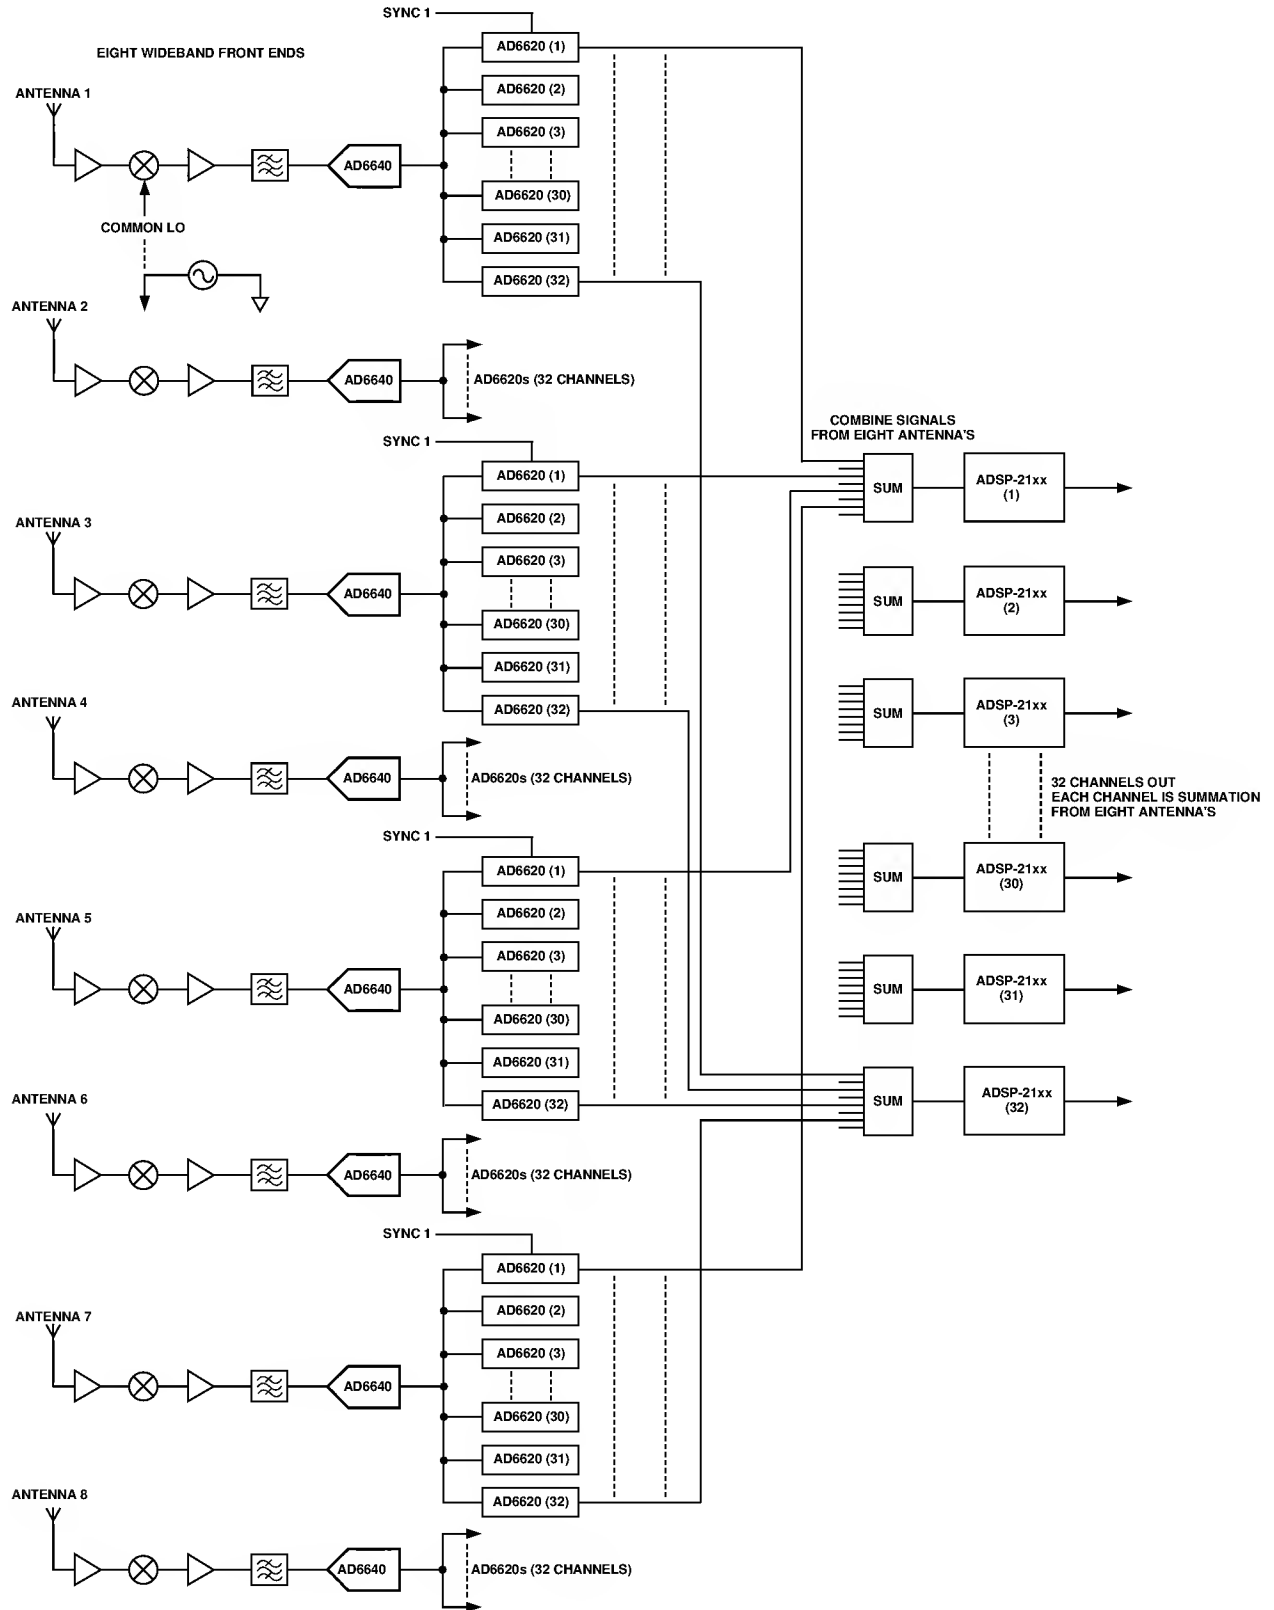 SYNC 1
EIGHT WIDEBAND FRONT ENDS
AD6620 (1)
AD6620 (2)
ANTENNA 1
AD6620 (3)
AD6640
AD6620 (30)
COMMON LO
AD6620 (31)
AD6620 (32)
ANTENNA 2
AD6640
AD6620s (32 CHANNELS)
SYNC 1
AD6620 (1)
AD6620 (2)
ANTENNA 3
AD6620 (3)
AD6640
AD6620 (30)
AD6620 (31)
AD6620 (32)
ANTENNA 4
AD6640
AD6620s (32 CHANNELS)
SYNC 1
AD6620 (1)
AD6620 (2)
ANTENNA 5
AD6620 (3)
AD6640
AD6620 (30)
AD6620 (31)
AD6620 (32)
ANTENNA 6
AD6640
AD6620s (32 CHANNELS)
SYNC 1
AD6620 (1)
AD6620 (2)
ANTENNA 7
AD6620 (3)
AD6640
AD6620 (30)
AD6620 (31)
AD6620 (32)
ANTENNA 8
AD6640
AD6620s (32 CHANNELS)
COMBINE SIGNALS
FROM EIGHT ANTENNA'S
SUM
ADSP-21xx
(1)
SUM
ADSP-21xx
(2)
SUM
ADSP-21xx
(3)
32 CHANNELS OUT
EACH CHANNEL IS SUMMATION
FROM EIGHT ANTENNA'S
SUM
ADSP-21xx
(30)
SUM
ADSP-21xx
(31)
SUM
ADSP-21xx
(32)